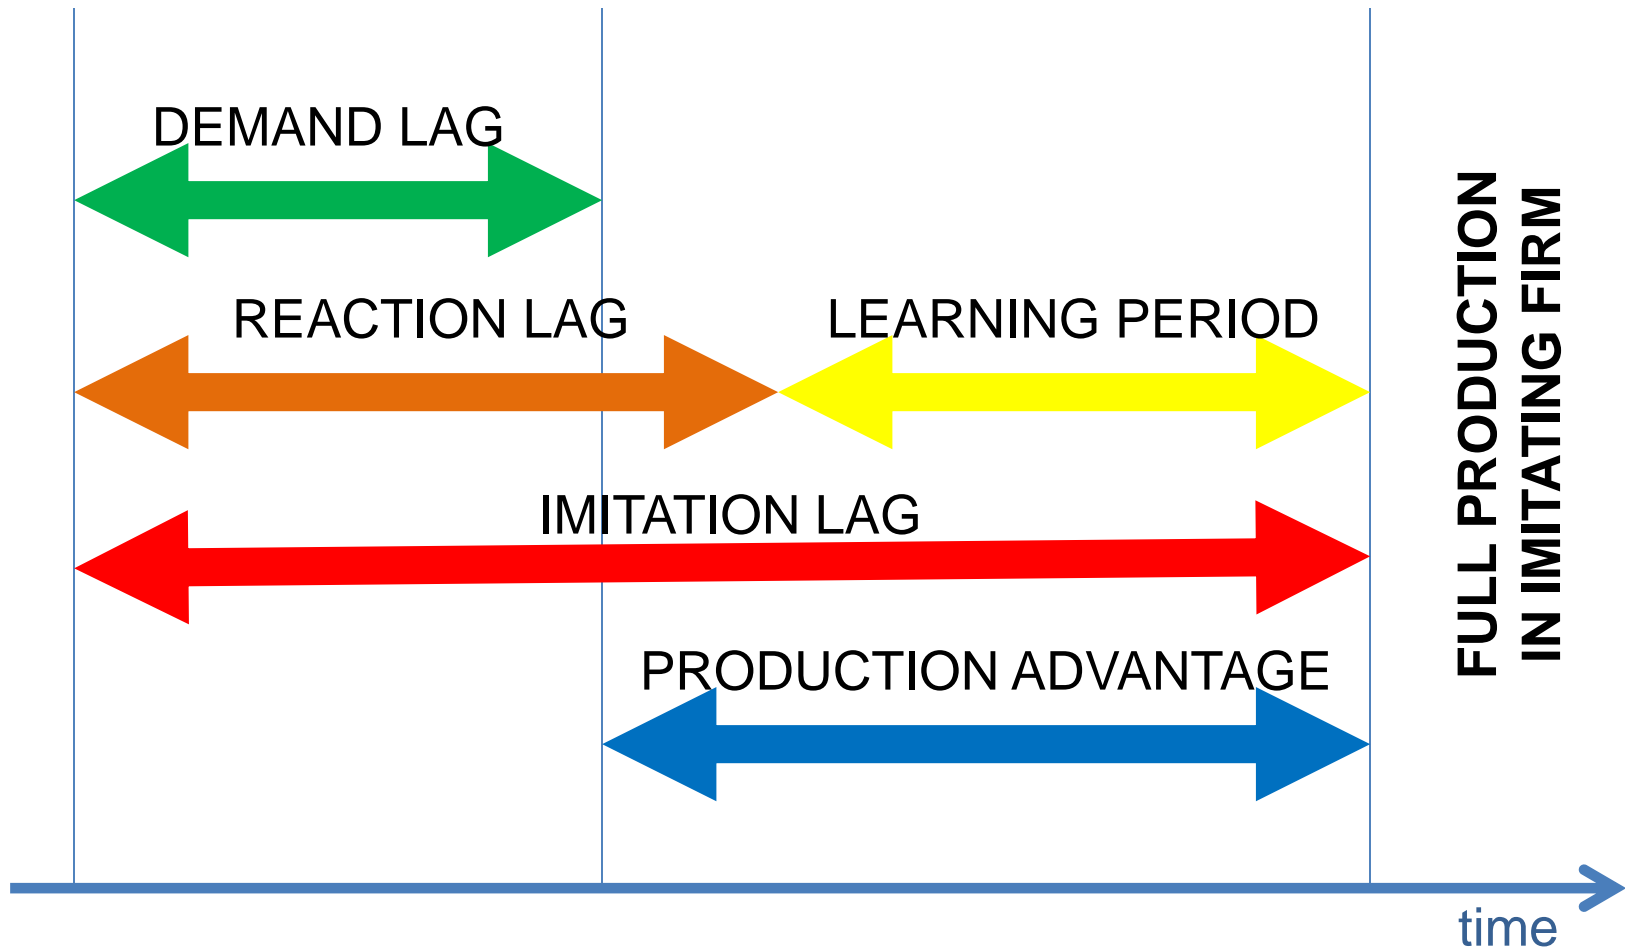 DEMAND LAG
REACTION LAG
LEARNING PERIOD
IMITATION LAG
PRODUCTION ADVANTAGE
FULL PRODUCTION
IN IMITATING FIRM
time